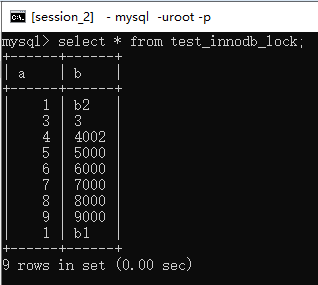 [session_2] - mysql -uroot -p
mysql> select * from test_innodb_lock;
+------+------+
| a | b |
+------+------+
| 1 | b2 |
| 3 | 3 |
| 4 | 4002 |
| 5 | 5000 |
| 6 | 6000 |
| 7 | 7000 |
| 8 | 8000 |
| 9 | 9000 |
| 1 | b1 |
+------+------+
9 rows in set (0.00 sec)